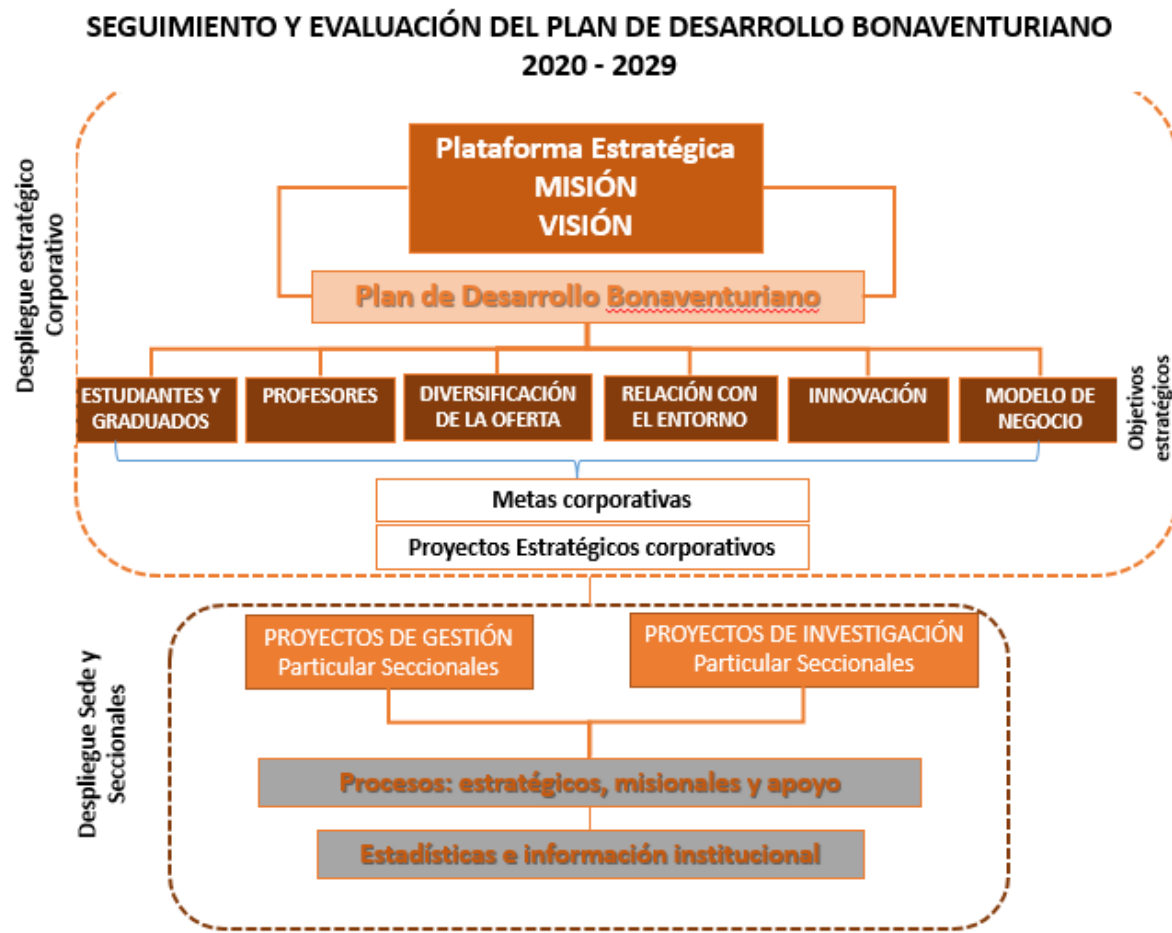 SEGUIMIENTO Y EVALUACIÓN DEL PLAN DE DESARROLLO BONAVENTURIANO
2020 - 2029
Despliegue estratégico
Corporativo
Plataforma Estratégica
MISIÓN
VISIÓN
Plan de Desarrollo Bonaventuriano
ESTUDIANTES Y
GRADUADOS
PROFESORES
DIVERSIFICACIÓN
DE LA OFERTA
RELACIÓN CON
EL ENTORNO
INNOVACIÓN
MODELO DE
NEGOCIO
Objetivos
estratégicos
Metas corporativas
Proyectos Estratégicos corporativos
Despliegue Sede y
Seccionales
PROYECTOS DE GESTIÓN
Particular Seccionales
PROYECTOS DE INVESTIGACIÓN
Particular Seccionales
Procesos: estratégicos, misionales y apoyo
Estadísticas e información institucional